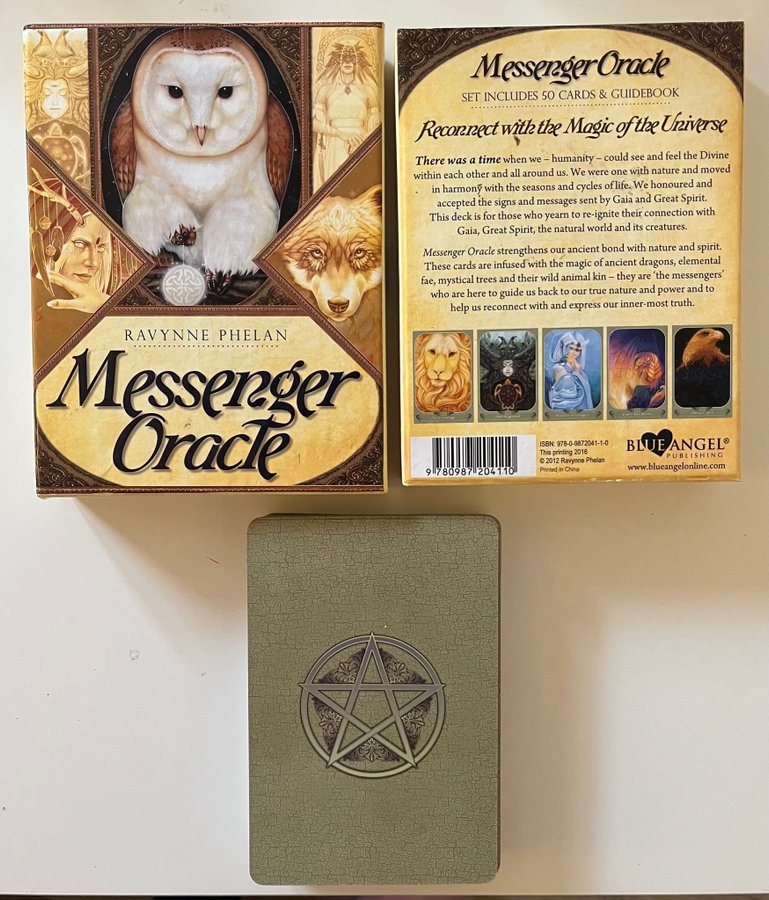 RAVYNNE PHELAN
Messenger
Oracle
Messenger Oracle
SET INCLUDES 50 CARDS & GUIDEBOOK
Reconnect with the Magic of the Universe
There was a time when we – humanity – could see and feel the Divine
within each other and all around us. We were one with nature and moved
in harmony with the seasons and cycles of life. We honoured and
accepted the signs and messages sent by Gaia and Great Spirit.
This deck is for those who yearn to re-ignite their connection with
Gaia, Great Spirit, the natural world and its creatures.
Messenger Oracle strengthens our ancient bond with nature and spirit.
These cards are infused with the magic of ancient dragons, elemental
fae, mystical trees and their wild animal kin – they are 'the messengers'
who are here to guide us back to our true nature and power and to
help us reconnect with and express our inner-most truth.
9 780987 204110
ISBN: 978-0-9872041-1-0
This printing 2016
© 2012 Ravynne Phelan
Printed in China
BLUE ANGEL®
PUBLISHING
www.blueangelonline.com